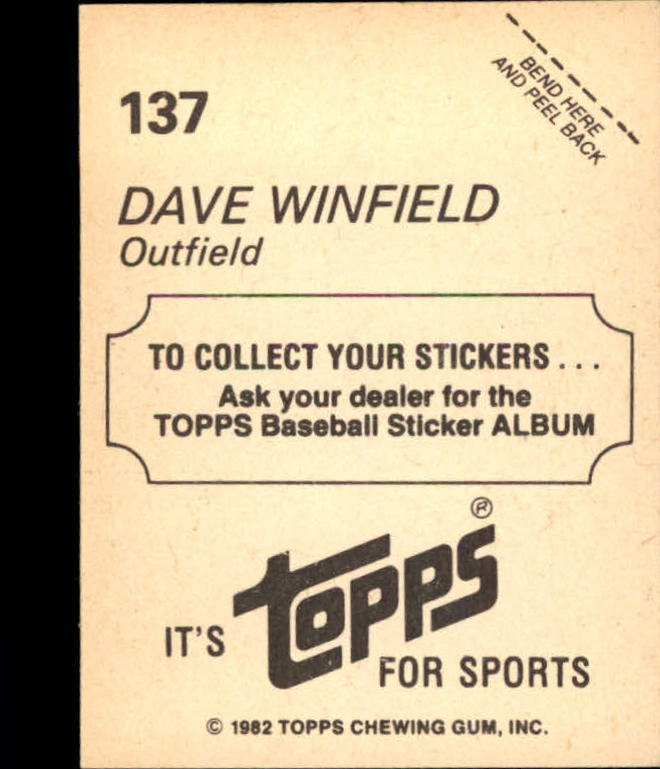 BEND HERE
AND PEEL BACK
137
DAVE WINFIELD
Outfield
TO COLLECT YOUR STICKERS . . .
Ask your dealer for the
TOPPS Baseball Sticker ALBUM
IT'S topps®
FOR SPORTS
© 1982 TOPPS CHEWING GUM, INC.